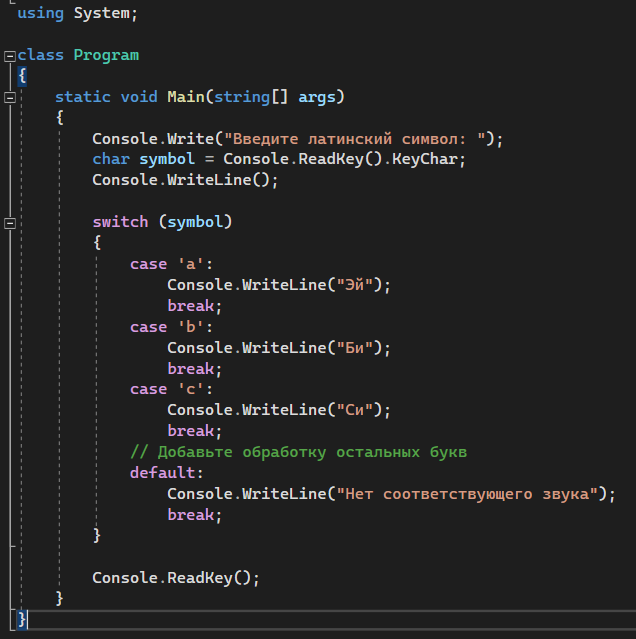 using System;
class Program
{
static void Main(string[] args)
{
Console.Write("Введите латинский символ: ");
char symbol = Console.ReadKey().KeyChar;
Console.WriteLine();
switch (symbol)
{
case 'a':
Console.WriteLine("Эй");
break;
case 'b':
Console.WriteLine("Би");
break;
case 'c':
Console.WriteLine("Си");
break;
// Добавьте обработку остальных букв
default:
Console.WriteLine("Нет соответствующего звука");
break;
}
Console.ReadKey();
}
}